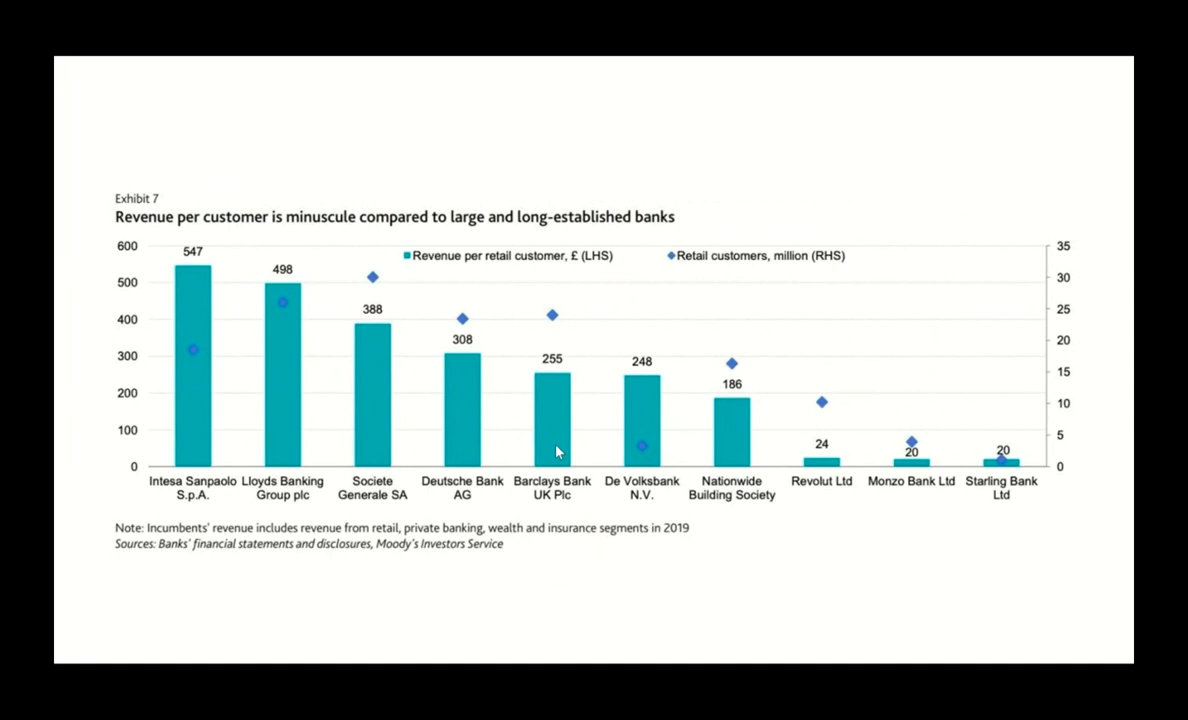 Exhibit 7
Revenue per customer is minuscule compared to large and long-established banks
Revenue per retail customer, £ (LHS)
Retail customers, million (RHS)
600
500
400
300
200
100
0
35
30
25
20
15
10
5
0
547
498
388
308
255
248
186
24
20
20
Intesa Sanpaolo
S.p.A.
Lloyds Banking
Group plc
Societe
Generale SA
Deutsche Bank
AG
Barclays Bank
UK Plc
De Volksbank
N.V.
Nationwide
Building Society
Revolut Ltd
Monzo Bank Ltd
Starling Bank
Ltd
Note: Incumbents' revenue includes revenue from retail, private banking, wealth and insurance segments in 2019
Sources: Banks' financial statements and disclosures, Moody's Investors Service